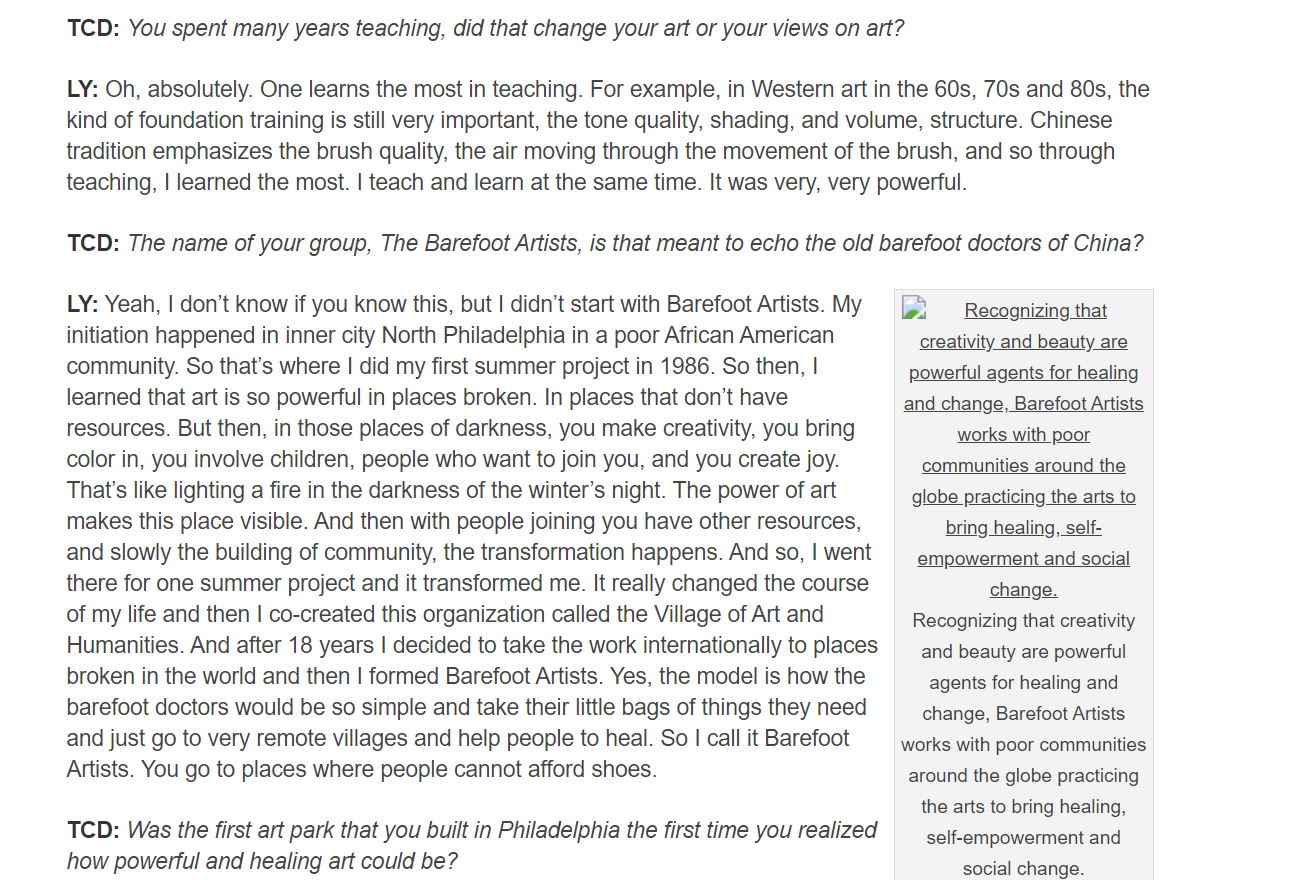 TCD: You spent many years teaching, did that change your art or your views on art?
LY: Oh, absolutely. One learns the most in teaching. For example, in Western art in the 60s, 70s and 80s, the
kind of foundation training is still very important, the tone quality, shading, and volume, structure. Chinese
tradition emphasizes the brush quality, the air moving through the movement of the brush, and so through
teaching, I learned the most. I teach and learn at the same time. It was very, very powerful.
TCD: The name of your group, The Barefoot Artists, is that meant to echo the old barefoot doctors of China?
LY: Yeah, I don’t know if you know this, but I didn’t start with Barefoot Artists. My
initiation happened in inner city North Philadelphia in a poor African American
community. So that’s where I did my first summer project in 1986. So then, I
learned that art is so powerful in places broken. In places that don’t have
resources. But then, in those places of darkness, you make creativity, you bring
color in, you involve children, people who want to join you, and you create joy.
That’s like lighting a fire in the darkness of the winter’s night. The power of art
makes this place visible. And then with people joining you have other resources,
and slowly the building of community, the transformation happens. And so, I went
there for one summer project and it transformed me. It really changed the course
of my life and then I co-created this organization called the Village of Art and
Humanities. And after 18 years I decided to take the work internationally to places
broken in the world and then I formed Barefoot Artists. Yes, the model is how the
barefoot doctors would be so simple and take their little bags of things they need
and just go to very remote villages and help people to heal. So I call it Barefoot
Artists. You go to places where people cannot afford shoes.
TCD: Was the first art park that you built in Philadelphia the first time you realized
how powerful and healing art could be?
Recognizing that
creativity and beauty are
powerful agents for healing
and change, Barefoot Artists
works with poor
communities around the
globe practicing the arts to
bring healing, self-
empowerment and social
change.
Recognizing that creativity
and beauty are powerful
agents for healing and
change, Barefoot Artists
works with poor communities
around the globe practicing
the arts to bring healing,
self-empowerment and
social change.